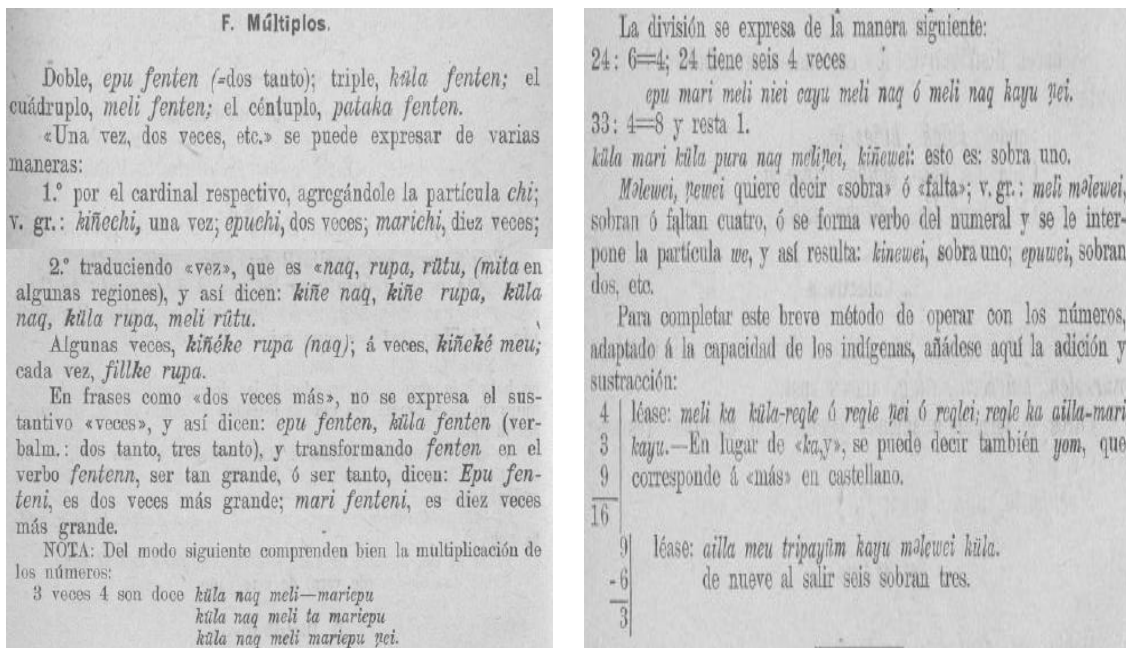 F. Múltiplos.
Doble, epu fenten (=dos tanto); triple, küla fenten; el
cuádruplo, meli fenten; el céntuplo, pataka fenten.
«Una vez, dos veces, etc.» se puede expresar de varias
maneras:
1.º por el cardinal respectivo, agregándole la partícula chi;
v. gr.: kiñechi, una vez; epuchi, dos veces; marichi, diez veces;
2.º traduciendo «vez», que es «naq, rupa, rütu, (mita en
algunas regiones), y así dicen: kiñe naq, kiñe rupa, küla
naq, küla rupa, meli rütu.
Algunas veces, kiñéke rupa (naq); á veces, kiñeké meu;
cada vez, fillke rupa.
En frases como «dos veces más», no se expresa el sus-
tantivo «veces», y así dicen: epu fenten, küla fenten (ver-
balm.: dos tanto, tres tanto), y transformando fenten en el
verbo fentenn, ser tan grande, ó ser tanto, dicen: Epu fen-
teni, es dos veces más grande; mari fenteni, es diez veces
más grande.
NOTA: Del modo siguiente comprenden bien la multiplicación de
los números:
3 veces 4 son doce küla naq meli—mariepu
küla naq meli ta mariepu
küla naq meli mariepu ŋei.
La división se expresa de la manera siguiente:
24: 6=4; 24 tiene seis 4 veces
epu mari meli niei cayu meli naq ó meli naq kayu ŋei.
33: 4=8 y resta 1.
küla mari küla pura naq meliŋei, kiñewei: esto es: sobra uno.
Məlewei, ŋewei quiere decir «sobra» ó «falta»; v. gr.: meli məlewei,
sobran ó faltan cuatro, ó se forma verbo del numeral y se le inter-
pone la partícula we, y así resulta: kinewei, sobra uno; epuwei, sobran
dos, etc.
Para completar este breve método de operar con los números,
adaptado á la capacidad de los indígenas, añádese aquí la adición y
sustracción:
4 léase: meli ka küla-reqle ó reqle ŋei ó reqlei; reqle ka ailla-mari
3 kayu.—En lugar de «ka,y», se puede decir también yom, que
9 corresponde á «más» en castellano.
16
9 léase: ailla meu tripayüm kayu məlewei küla.
-6 de nueve al salir seis sobran tres.
3